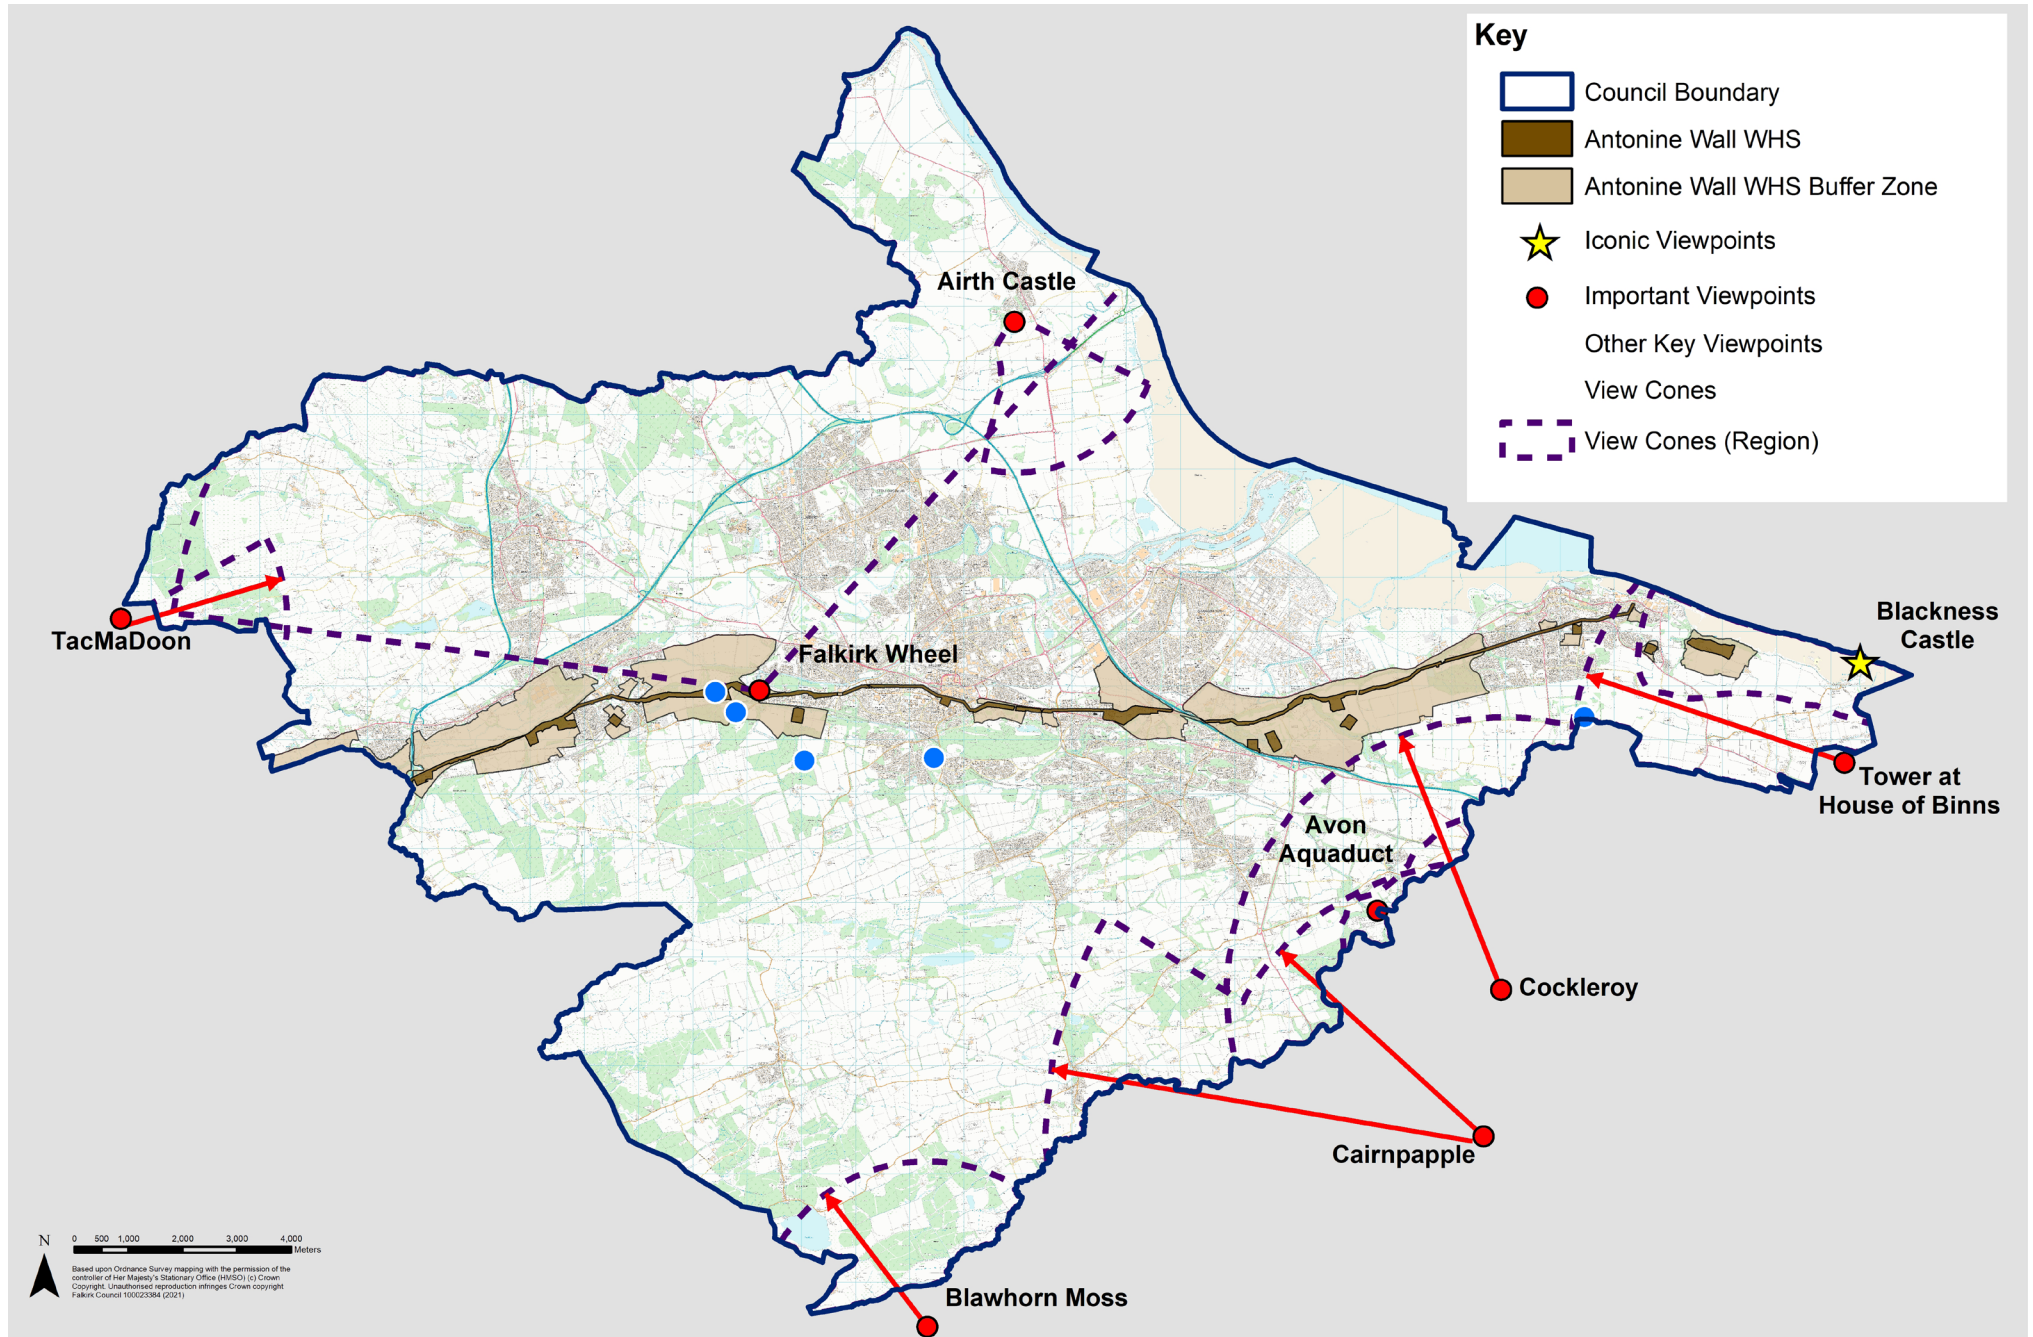 Key
Council Boundary
Antonine Wall WHS
Antonine Wall WHS Buffer Zone
Iconic Viewpoints
Important Viewpoints
Other Key Viewpoints
View Cones
View Cones (Region)
Airth Castle
TacMaDoon
Falkirk Wheel
Blackness
Castle
Tower at
House of Binns
Avon
Aquaduct
Cockleroy
Cairnpapple
Blawhorn Moss
N
0 500 1,000 2,000 3,000 4,000
Meters
Based upon Ordnance Survey mapping with the permission of the
controller of Her Majesty's Stationary Office (HMSO) (c) Crown
Copyright. Unauthorised reproduction infringes Crown copyright
Falkirk Council 100023384 (2021)